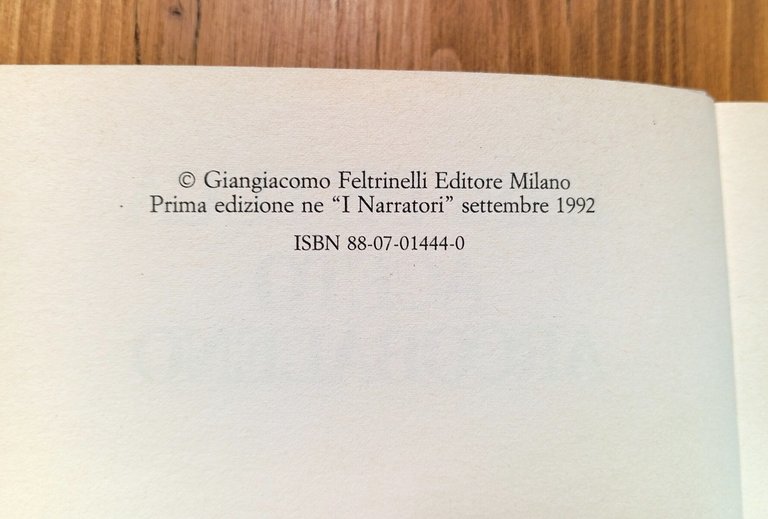 © Giangiacomo Feltrinelli Editore Milano
Prima edizione ne “I Narratori” settembre 1992
ISBN 88-07-01444-0